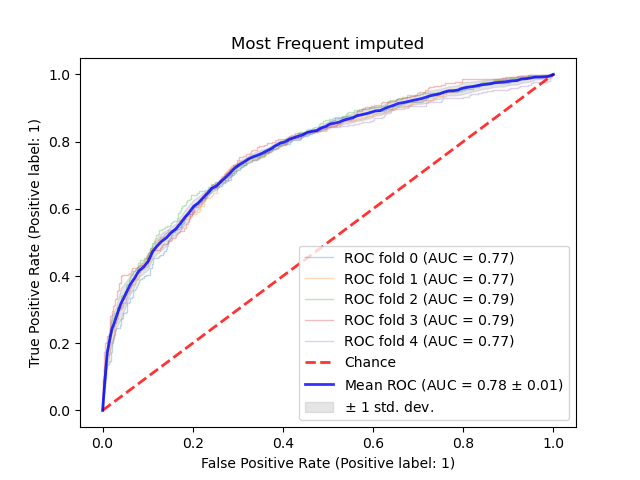 Most Frequent imputed
True Positive Rate (Positive label: 1)
1.0
0.8
0.6
0.4
0.2
0.0
ROC fold 0 (AUC = 0.77)
ROC fold 1 (AUC = 0.77)
ROC fold 2 (AUC = 0.79)
ROC fold 3 (AUC = 0.79)
ROC fold 4 (AUC = 0.77)
Chance
Mean ROC (AUC = 0.78 ± 0.01)
± 1 std. dev.
0.0 0.2 0.4 0.6 0.8 1.0
False Positive Rate (Positive label: 1)